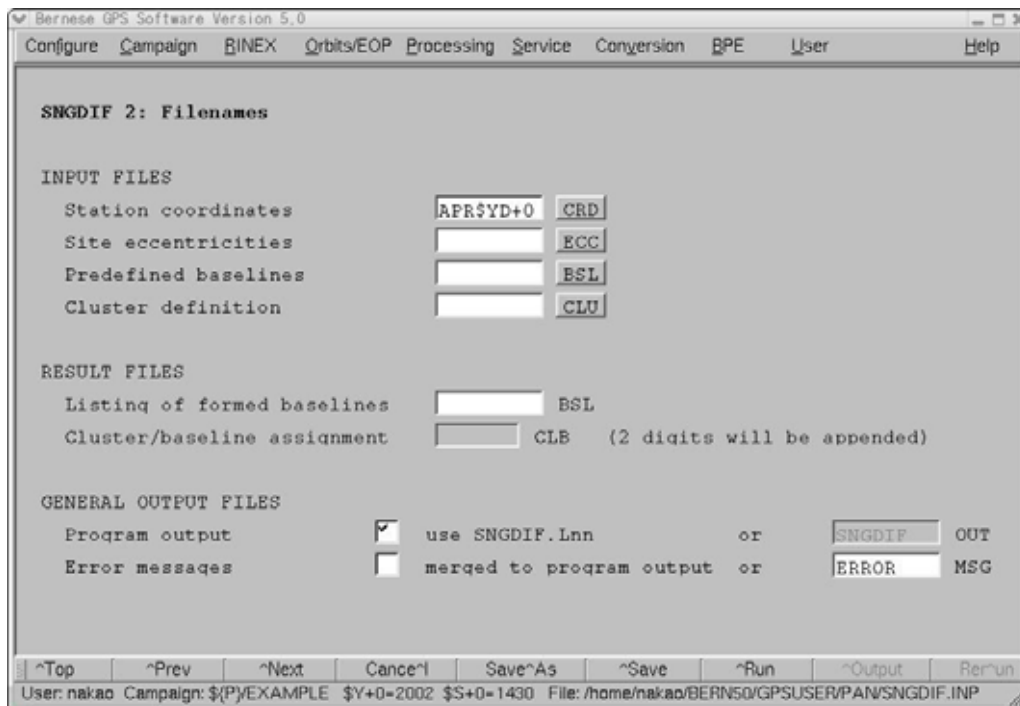 Bernese GPS Software Version 5.0
Configure Campaign RINEX Orbits/EOP Processing Service Conversion BPE User Help
SNGDIF 2: Filenames
INPUT FILES
Station coordinates APR$YD+0 CRD
Site eccentricities ECC
Predefined baselines BSL
Cluster definition CLU
RESULT FILES
Listing of formed baselines BSL
Cluster/baseline assignment CLB (2 digits will be appended)
GENERAL OUTPUT FILES
Program output use SNGDIF.Lnn or SNGDIF OUT
Error messages merged to program output or ERROR MSG
^Top ^Prev ^Next Cance^l Save^As ^Save ^Run ^Output Rer^un
User: nakao Campaign: ${P}/EXAMPLE $Y+0=2002 $S+0=1430 File: /home/nakao/BERN50/GPSUSER/PAN/SNGDIF.INP